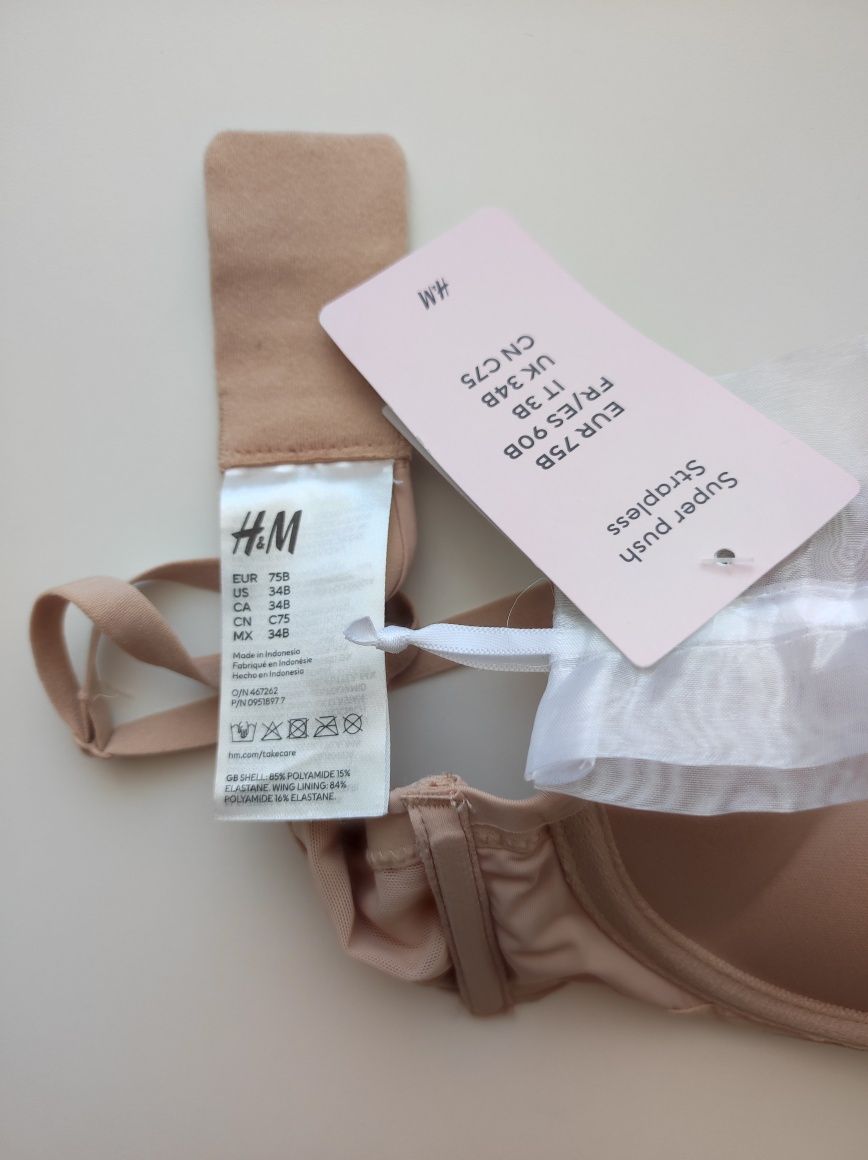 H&M
Super push
Strapless
EUR 75B
FR/ES 90B
IT 3B
UK 34B
CN C75
H&M
EUR 75B
US 34B
CA 34B
CN C75
MX 34B
Made in Indonesia
Fabriqué en Indonésie
Hecho en Indonesia
O/N 467262
P/N 0951897 7
hm.com/takecare
GB SHELL: 85% POLYAMIDE 15%
ELASTANE. WING LINING: 84%
POLYAMIDE 16% ELASTANE.